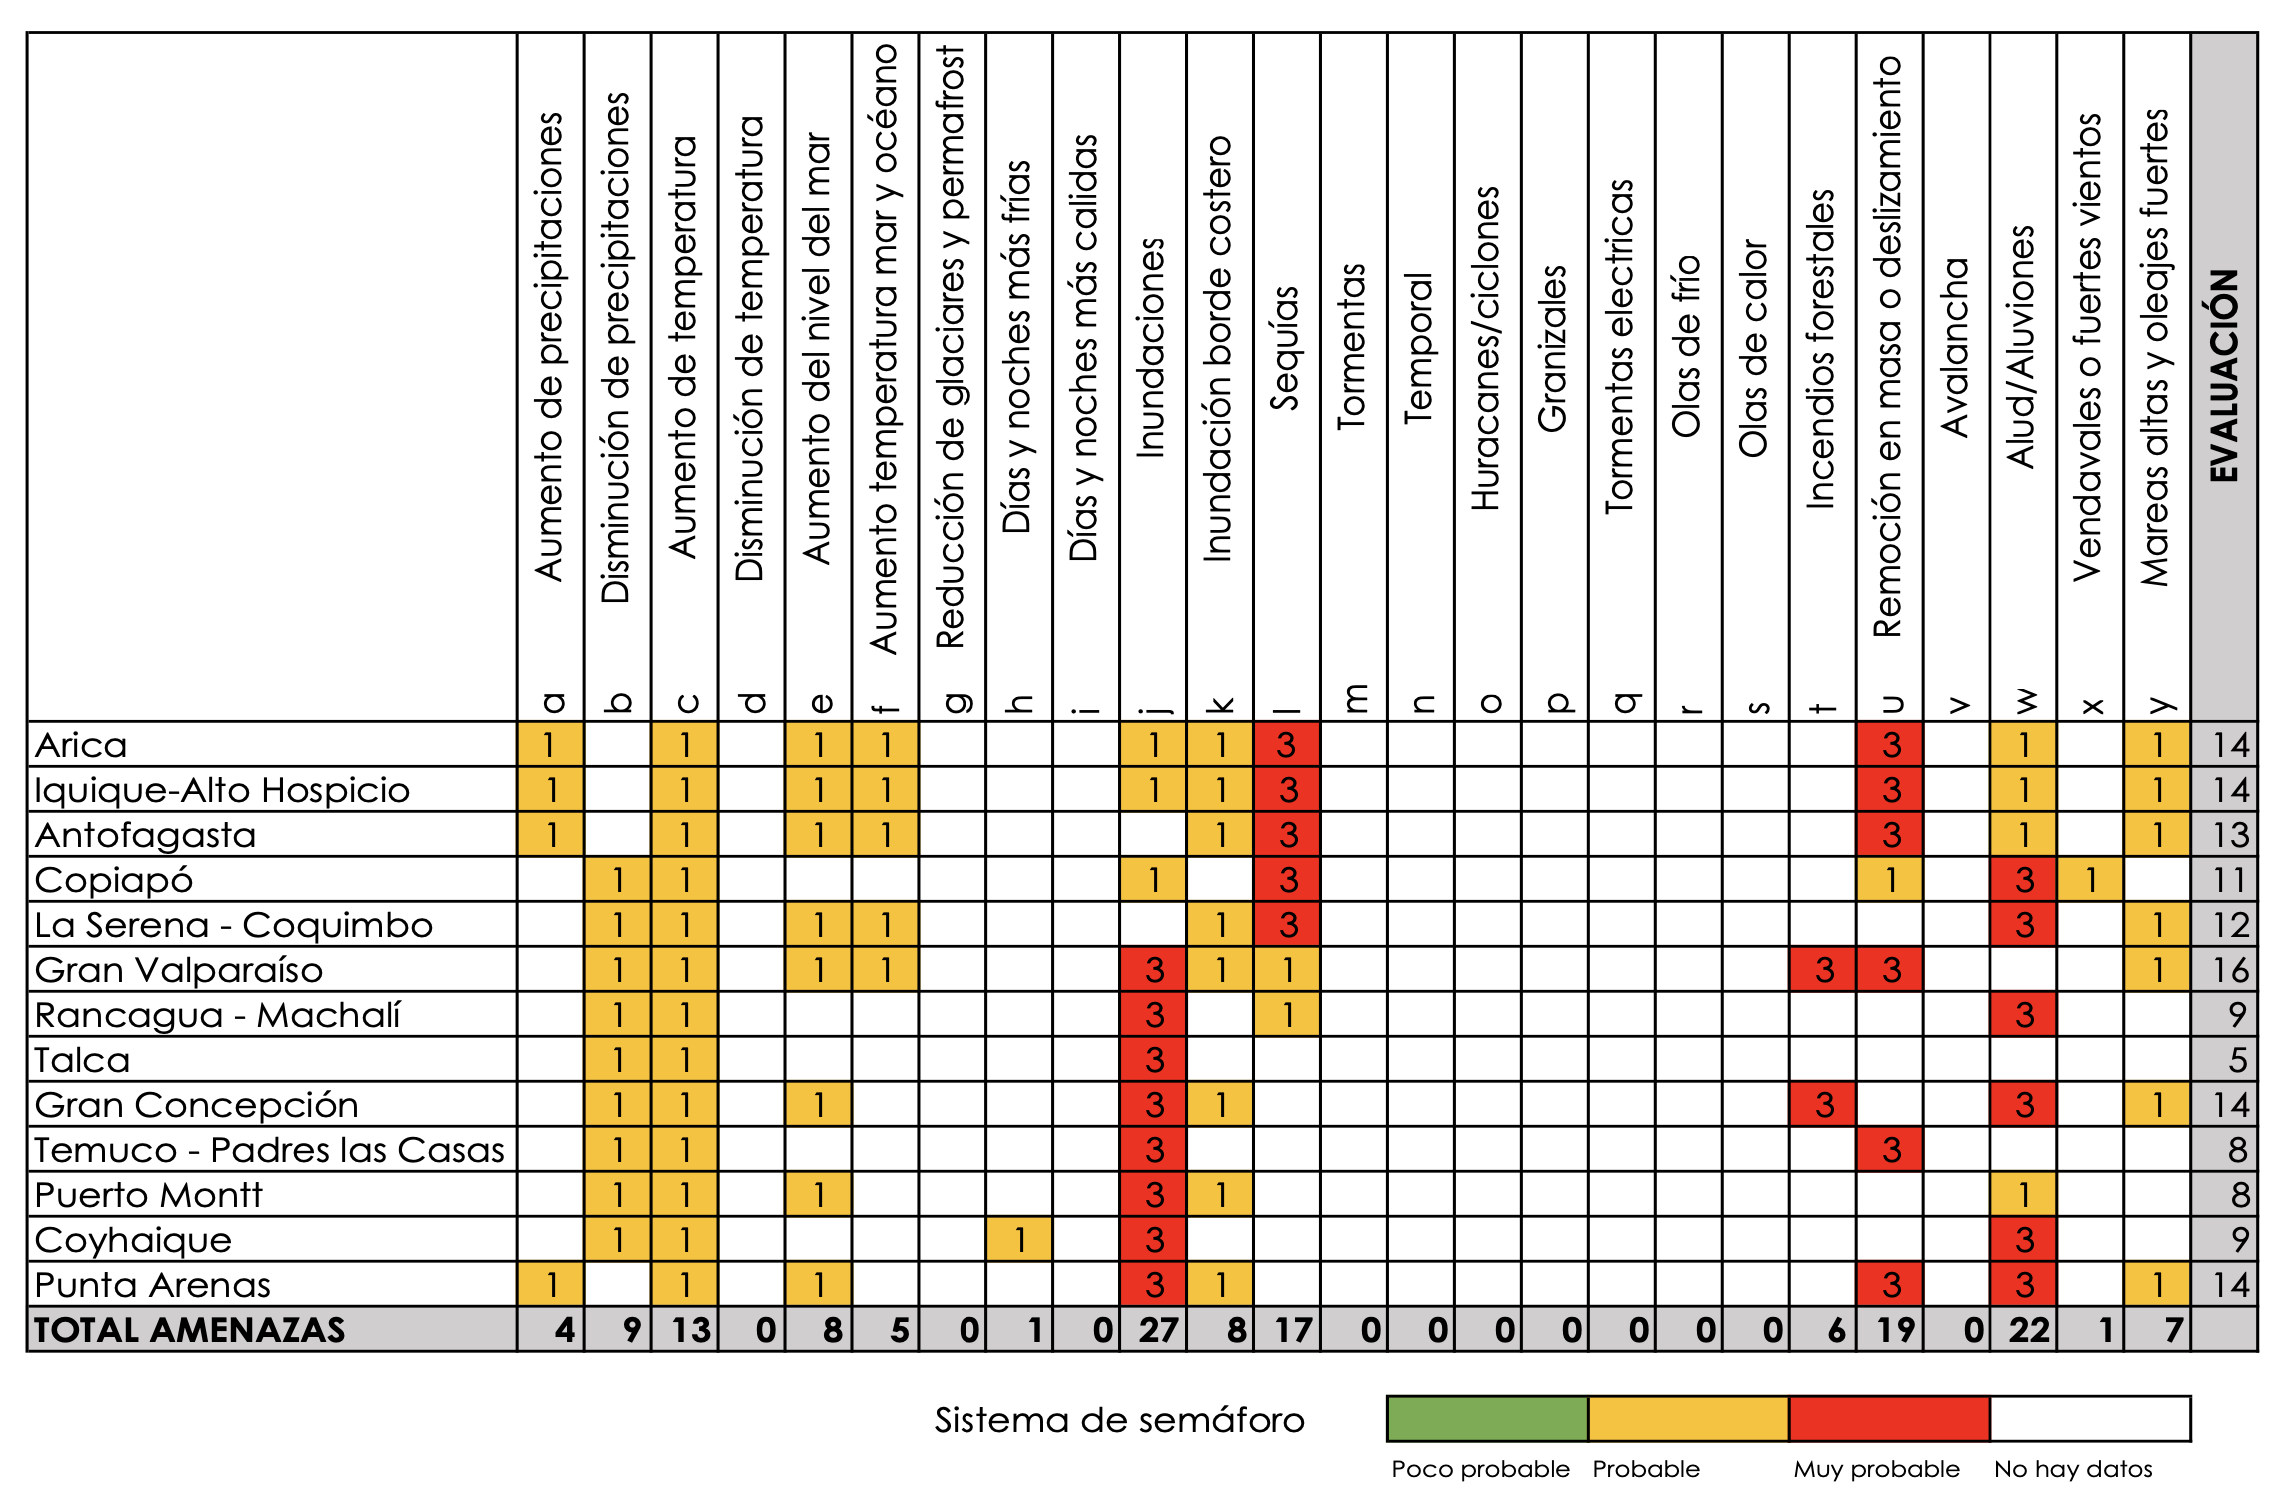 a Aumento de precipitaciones
b Disminución de precipitaciones
c Aumento de temperatura
d Disminución de temperatura
e Aumento del nivel del mar
f Aumento temperatura mar y océano
g Reducción de glaciares y permafrost
h Días y noches más frías
i Días y noches más calidas
j Inundaciones
k Inundación borde costero
l Sequías
m Tormentas
n Temporal
o Huracanes/ciclones
p Granizales
q Tormentas electricas
r Olas de frío
s Olas de calor
t Incendios forestales
u Remoción en masa o deslizamiento
v Avalancha
w Alud/Aluviones
x Vendavales o fuertes vientos
y Mareas altas y oleajes fuertes
EVALUACIÓN
Arica 1 1 1 1 1 1 3 3 1 1 14
Iquique-Alto Hospicio 1 1 1 1 1 1 3 3 1 1 14
Antofagasta 1 1 1 1 1 3 3 1 1 13
Copiapó 1 1 1 3 1 3 1 11
La Serena - Coquimbo 1 1 1 1 1 3 3 1 12
Gran Valparaíso 1 1 1 1 3 1 1 3 3 1 16
Rancagua - Machalí 1 1 3 1 3 9
Talca 1 1 3 5
Gran Concepción 1 1 1 3 1 3 3 1 14
Temuco - Padres las Casas 1 1 3 3 8
Puerto Montt 1 1 1 3 1 1 8
Coyhaique 1 1 1 3 3 9
Punta Arenas 1 1 1 3 1 3 3 1 14
TOTAL AMENAZAS 4 9 13 0 8 5 0 1 0 27 8 17 0 0 0 0 0 0 0 6 19 0 22 1 7
Sistema de semáforo
Poco probable Probable Muy probable No hay datos